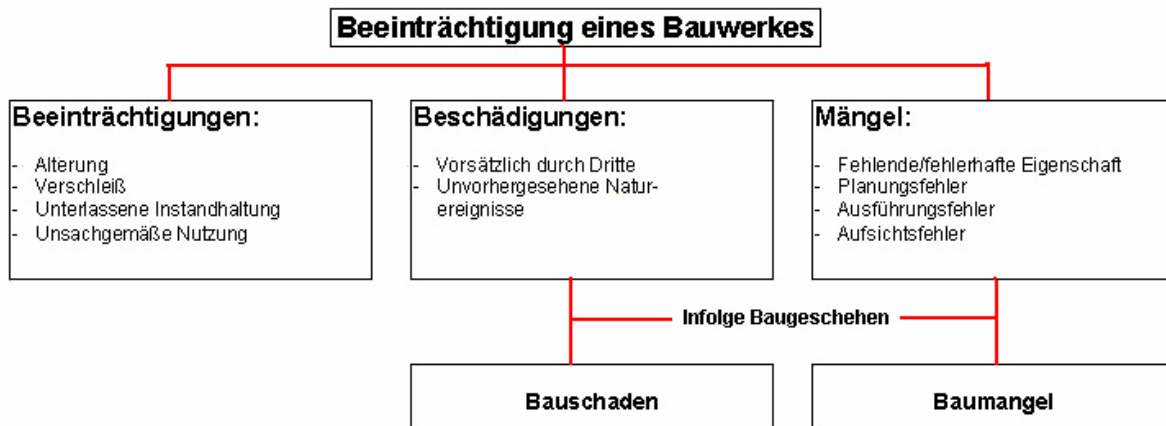 Beeinträchtigung eines Bauwerkes
Beeinträchtigungen:
- Alterung
- Verschleiß
- Unterlassene Instandhaltung
- Unsachgemäße Nutzung
Beschädigungen:
- Vorsätzlich durch Dritte
- Unvorhergesehene Natur-
ereignisse
Mängel:
- Fehlende/fehlerhafte Eigenschaft
- Planungsfehler
- Ausführungsfehler
- Aufsichtsfehler
Infolge Baugeschehen
Bauschaden
Baumangel